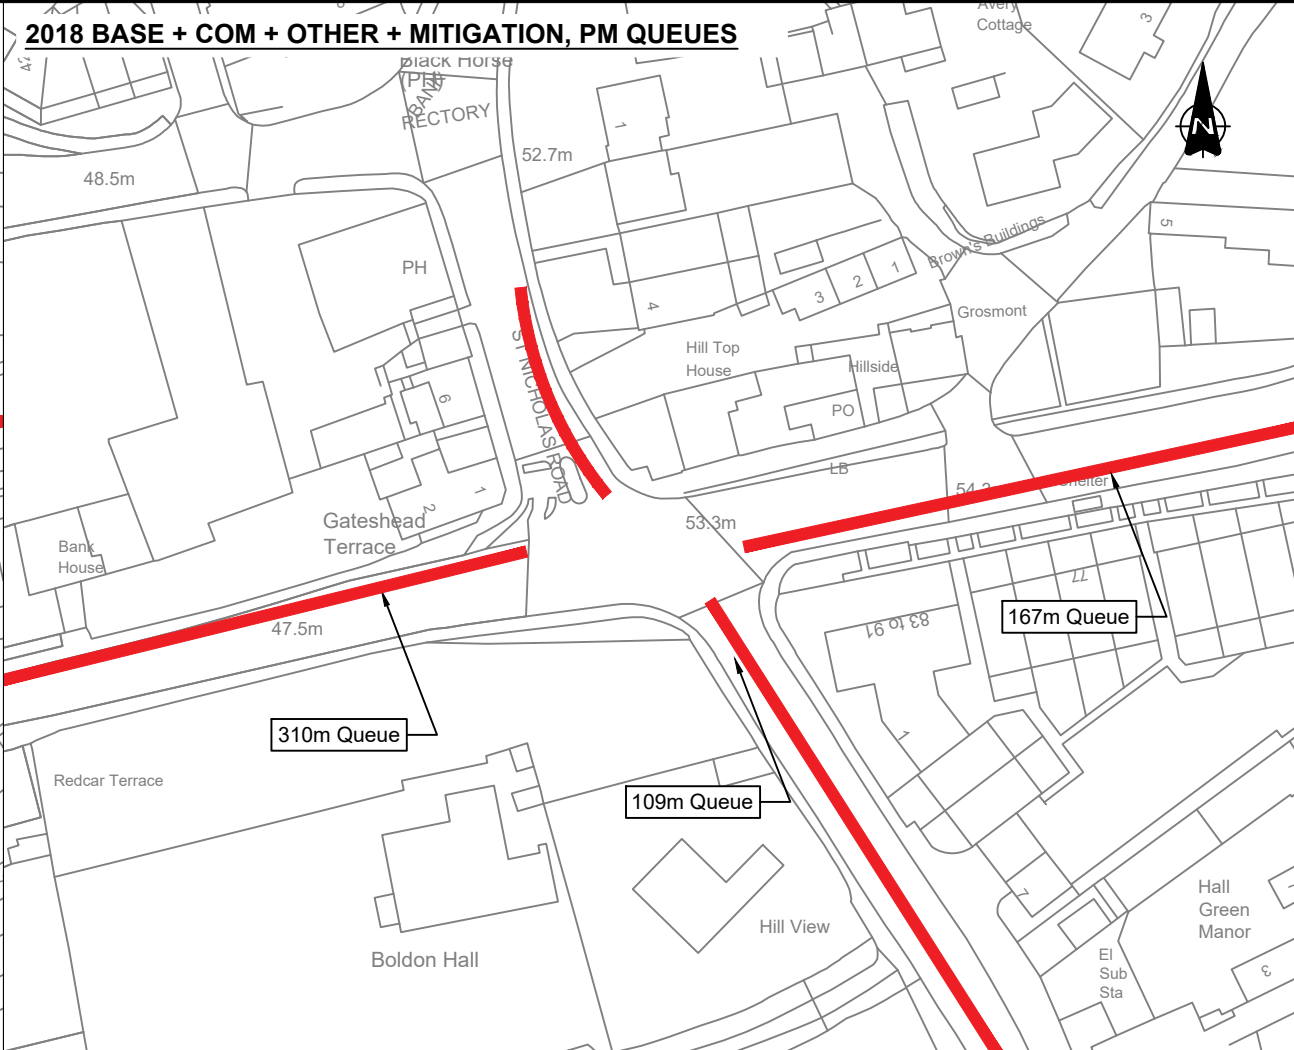 2018 BASE + COM + OTHER + MITIGATION, PM QUEUES
Avery
Cottage
3
Black Horse
(PH)
BANK
RECTORY
1
52.7m
48.5m
N
5
PH
Brown's Buildings
1
2
3
4
Grosmont
ST NICHOLAS ROAD
Hill Top
House
Hillside
6
PO
LB
Shelter
1
2
Gateshead
Terrace
53.3m
Bank
House
77
167m Queue
83 to 91
47.5m
310m Queue
1
Redcar Terrace
109m Queue
7
Hall
Green
Manor
Hill View
Boldon Hall
El
Sub
Sta
3